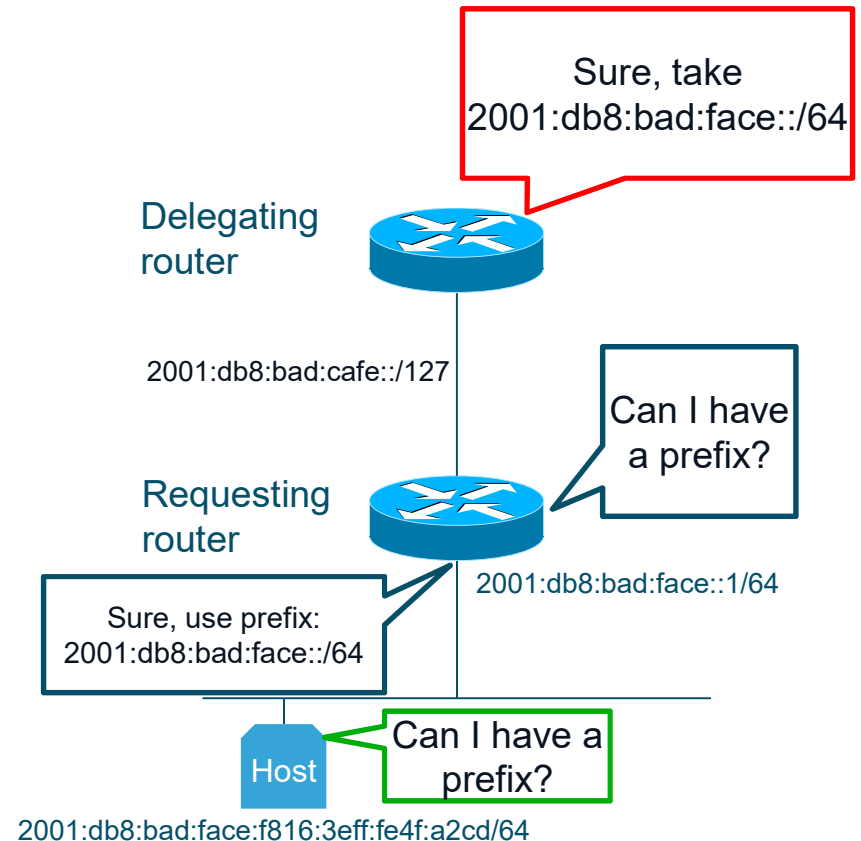 Sure, take
2001:db8:bad:face::/64
Delegating
router
2001:db8:bad:cafe::/127
Can I have
a prefix?
Requesting
router
2001:db8:bad:face::1/64
Sure, use prefix:
2001:db8:bad:face::/64
Can I have a
prefix?
Host
2001:db8:bad:face:f816:3eff:fe4f:a2cd/64